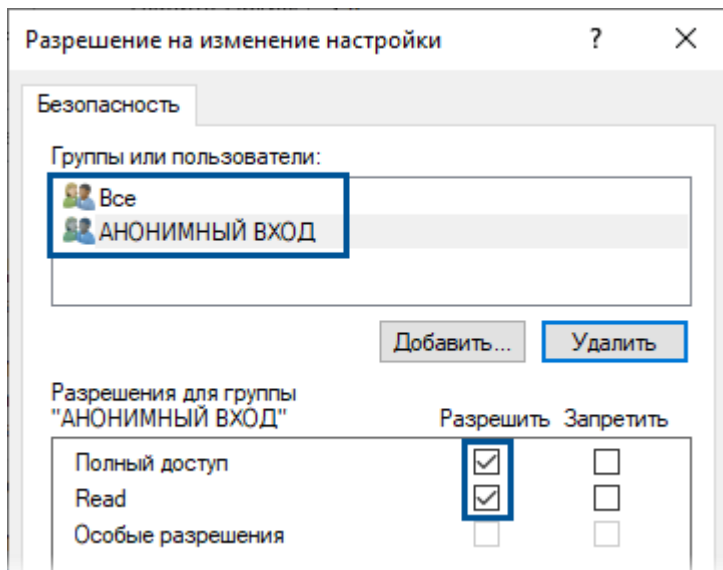 Разрешение на изменение настройки ? ×
Безопасность
Группы или пользователи:
Все
АНОНИМНЫЙ ВХОД
Добавить... Удалить
Разрешения для группы
"АНОНИМНЫЙ ВХОД" Разрешить Запретить
Полный доступ
Read
Особые разрешения